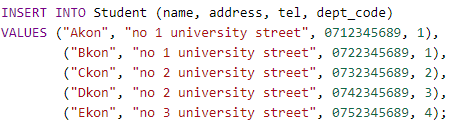 INSERT INTO Student (name, address, tel, dept_code)
VALUES ("Akon", "no 1 university street", 0712345689, 1),
("Bkon", "no 1 university street", 0722345689, 1),
("Ckon", "no 2 university street", 0732345689, 2),
("Dkon", "no 2 university street", 0742345689, 3),
("Ekon", "no 3 university street", 0752345689, 4);